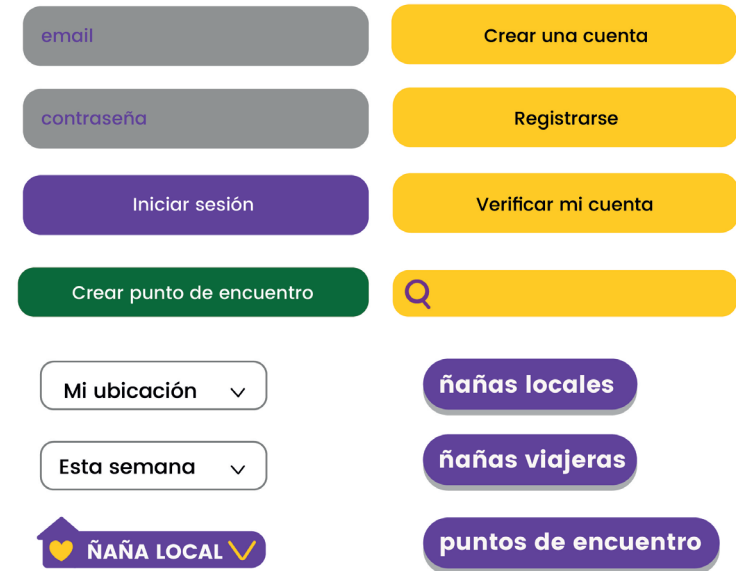 email
Crear una cuenta
contraseña
Registrarse
Iniciar sesión
Verificar mi cuenta
Crear punto de encuentro
Mi ubicación
ñañas locales
Esta semana
ñañas viajeras
ÑAÑA LOCAL
puntos de encuentro